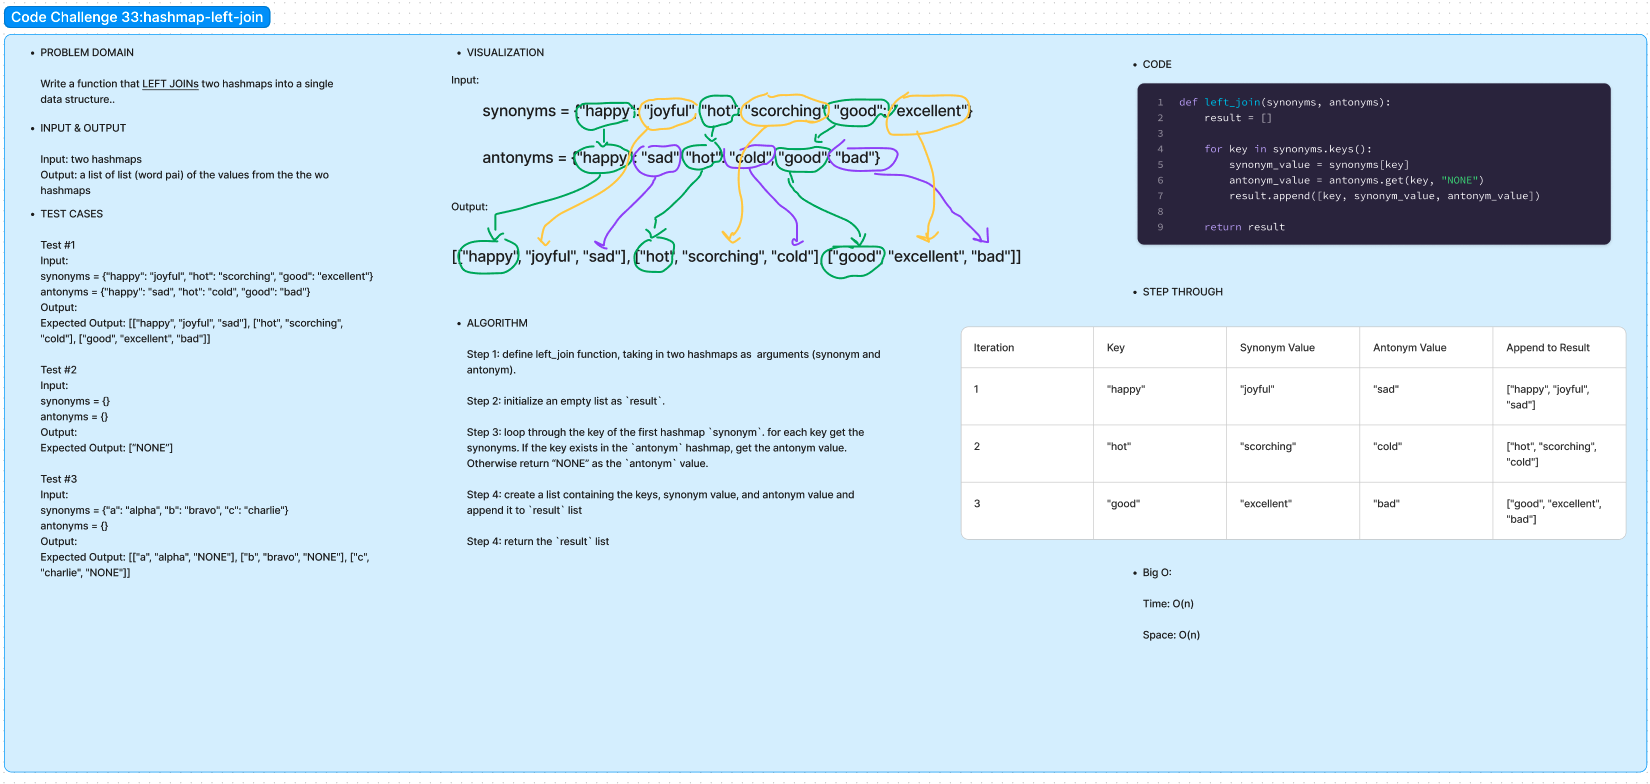 Code Challenge 33:hashmap-left-join
• PROBLEM DOMAIN
Write a function that LEFT JOINs two hashmaps into a single
data structure..
• INPUT & OUTPUT
Input: two hashmaps
Output: a list of list (word pai) of the values from the the wo
hashmaps
• TEST CASES
Test #1
Input:
synonyms = {"happy": "joyful", "hot": "scorching", "good": "excellent"}
antonyms = {"happy": "sad", "hot": "cold", "good": "bad"}
Output:
Expected Output: [["happy", "joyful", "sad"], ["hot", "scorching",
"cold"], ["good", "excellent", "bad"]]
Test #2
Input:
synonyms = {}
antonyms = {}
Output:
Expected Output: [“NONE”]
Test #3
Input:
synonyms = {"a": "alpha", "b": "bravo", "c": "charlie"}
antonyms = {}
Output:
Expected Output: [["a", "alpha", "NONE"], ["b", "bravo", "NONE"], ["c",
"charlie", "NONE"]]
• VISUALIZATION
Input:
synonyms = {"happy": "joyful", "hot": "scorching", "good": "excellent"}
antonyms = {"happy": "sad", "hot": "cold", "good": "bad"}
Output:
[["happy", "joyful", "sad"], ["hot", "scorching", "cold"], ["good", "excellent", "bad"]]
• ALGORITHM
Step 1: define left_join function, taking in two hashmaps as arguments (synonym and
antonym).
Step 2: initialize an empty list as `result`.
Step 3: loop through the key of the first hashmap `synonym`. for each key get the
synonyms. If the key exists in the `antonym` hashmap, get the antonym value.
Otherwise return “NONE” as the `antonym` value.
Step 4: create a list containing the keys, synonym value, and antonym value and
append it to `result` list
Step 4: return the `result` list
• CODE
1 def left_join(synonyms, antonyms):
2 result = []
3
4 for key in synonyms.keys():
5 synonym_value = synonyms[key]
6 antonym_value = antonyms.get(key, "NONE")
7 result.append([key, synonym_value, antonym_value])
8
9 return result
• STEP THROUGH
Iteration Key Synonym Value Antonym Value Append to Result
1 "happy" "joyful" "sad" ["happy", "joyful",
"sad"]
2 "hot" "scorching" "cold" ["hot", "scorching",
"cold"]
3 "good" "excellent" "bad" ["good", "excellent",
"bad"]
• Big O:
Time: O(n)
Space: O(n)